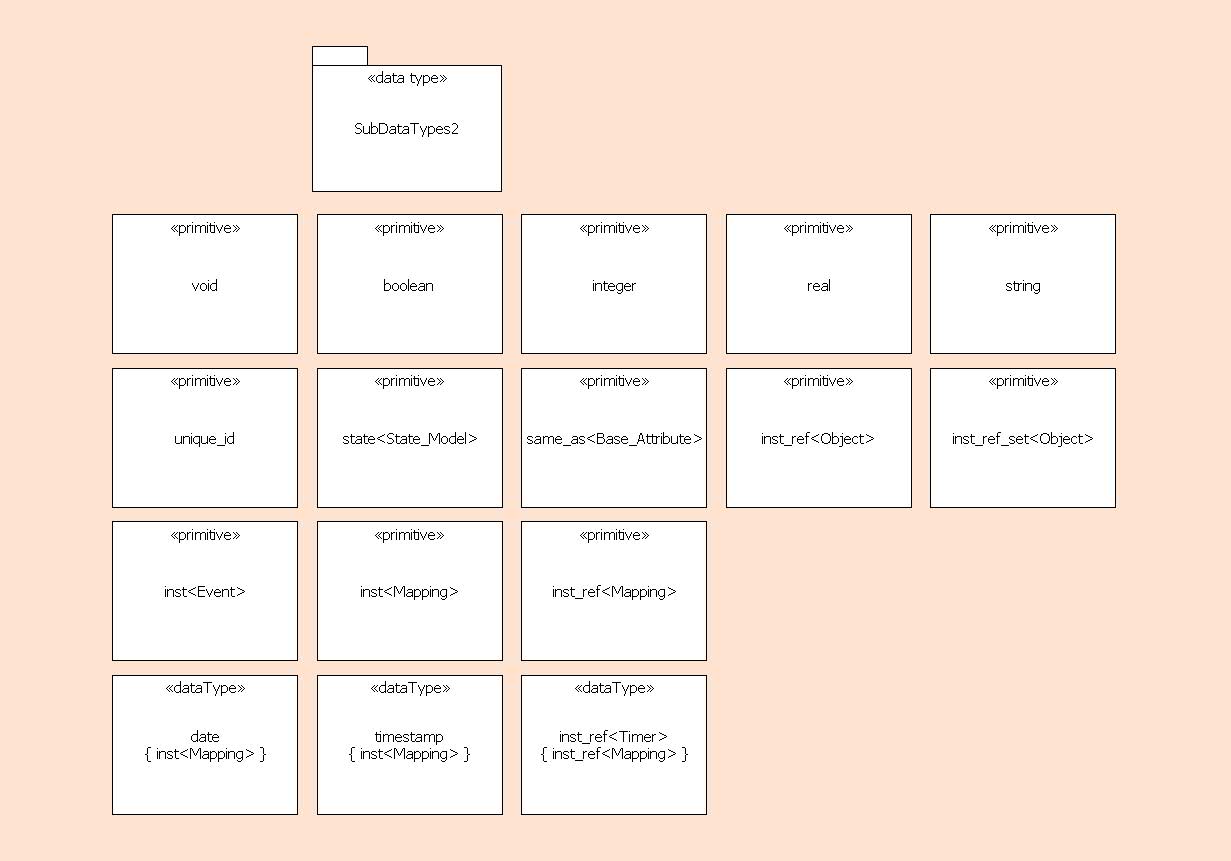 «data type»
SubDataTypes2
«primitive»
void
«primitive»
boolean
«primitive»
integer
«primitive»
real
«primitive»
string
«primitive»
unique_id
«primitive»
state<State_Model>
«primitive»
same_as<Base_Attribute>
«primitive»
inst_ref<Object>
«primitive»
inst_ref_set<Object>
«primitive»
inst<Event>
«primitive»
inst<Mapping>
«primitive»
inst_ref<Mapping>
«dataType»
date
{ inst<Mapping> }
«dataType»
timestamp
{ inst<Mapping> }
«dataType»
inst_ref<Timer>
{ inst_ref<Mapping> }